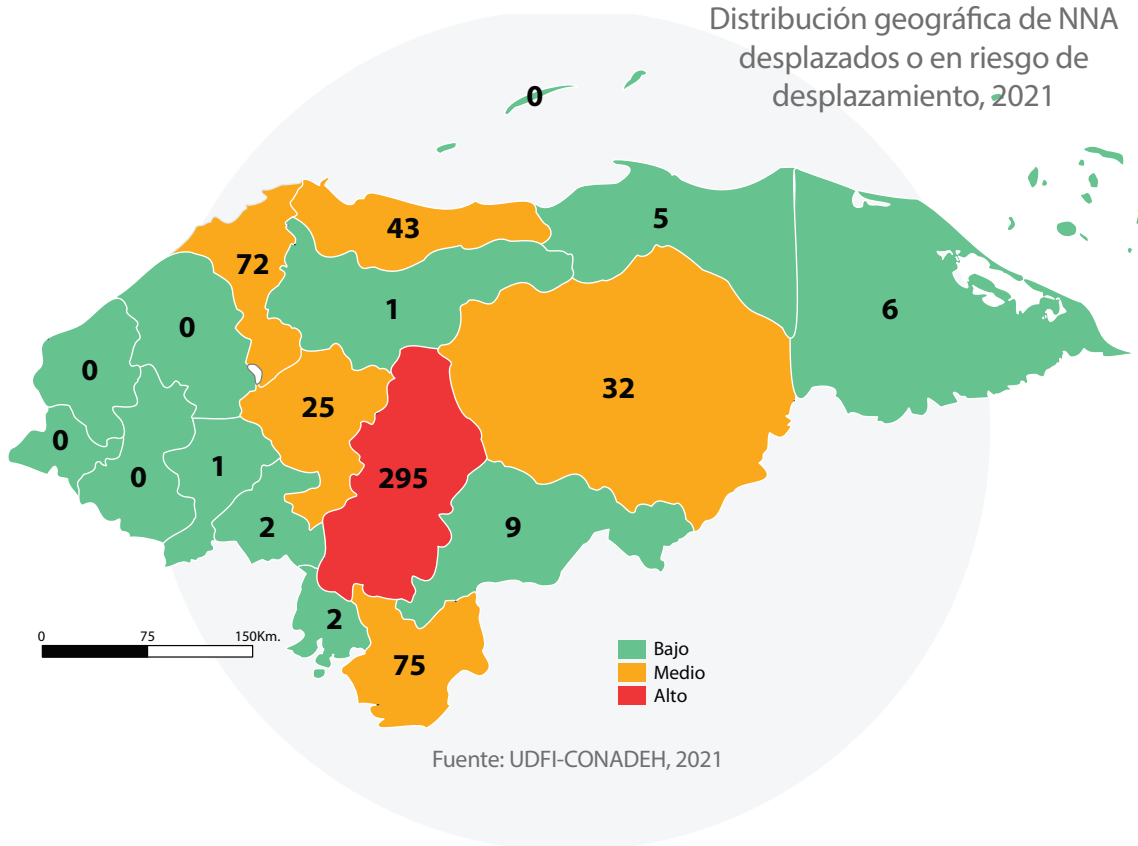 Distribución geográfica de NNA
desplazados o en riesgo de
desplazamiento, 2021
0
43
5
72
1
6
0
0
32
25
0
1
0
295
2
9
2
75
0 75 150Km.
Bajo
Medio
Alto
Fuente: UDFI-CONADEH, 2021